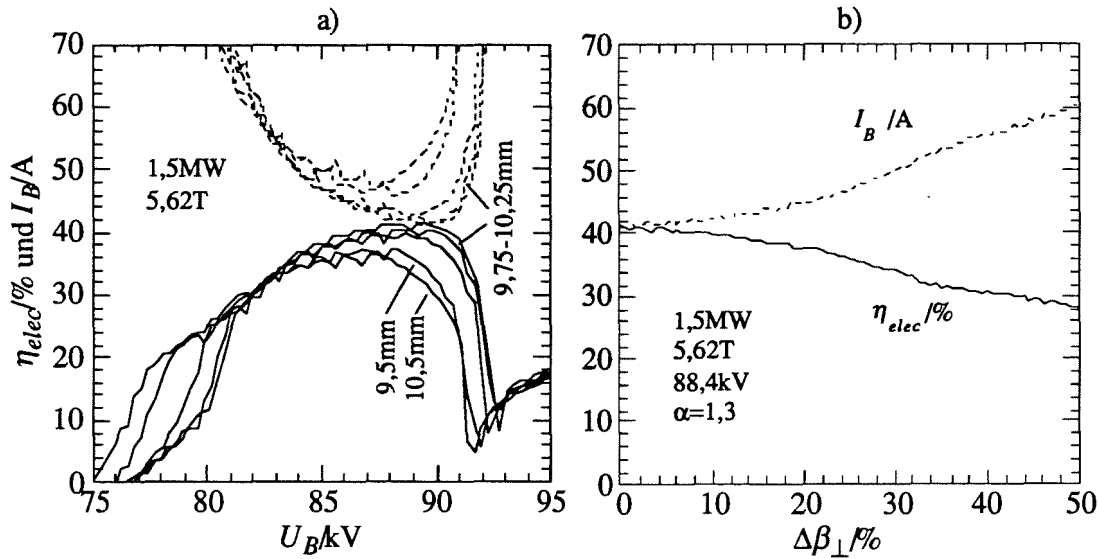 a)
η_elec/% und I_B/A
70
60
50
40
30
20
10
0
1,5MW
5,62T
9,75-10,25mm
9,5mm
10,5mm
75
80
85
90
95
U_B/kV
b)
70
60
50
40
30
20
10
0
I_B /A
η_elec/%
1,5MW
5,62T
88,4kV
α=1,3
0
10
20
30
40
50
Δβ⊥/%